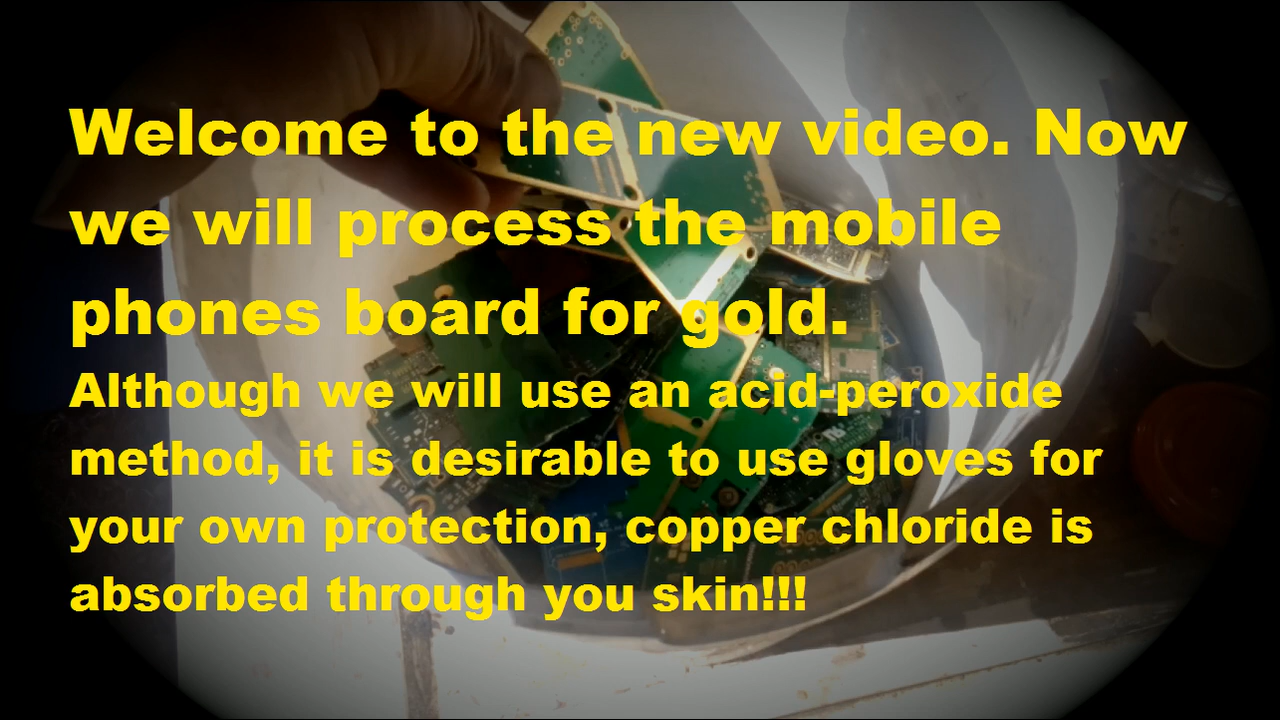 Welcome to the new video. Now
we will process the mobile
phones board for gold.
Although we will use an acid-peroxide
method, it is desirable to use gloves for
your own protection, copper chloride is
absorbed through you skin!!!